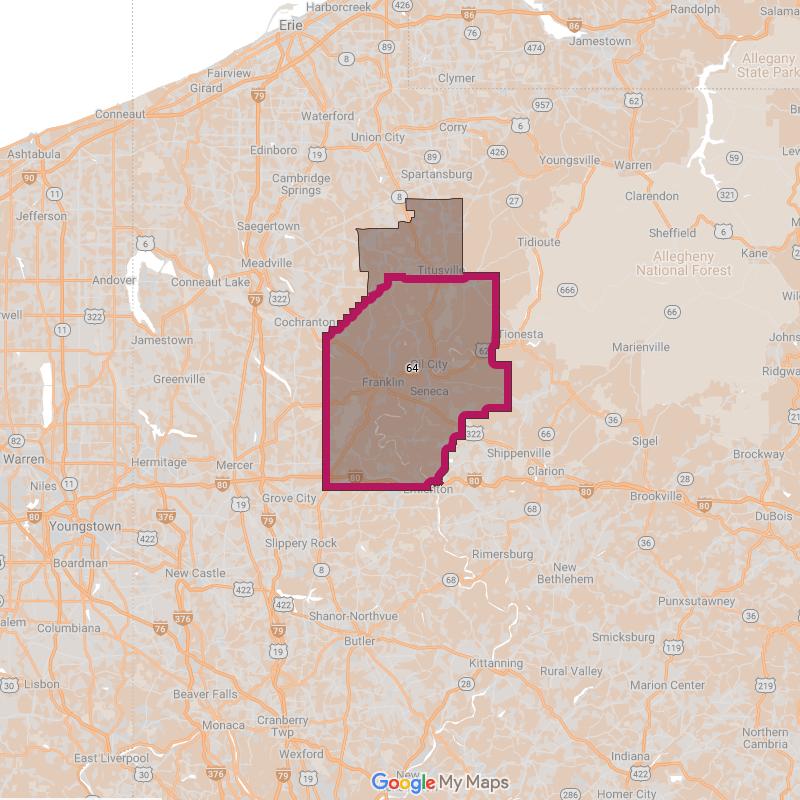 Harborcreek
426
Randolph
Salama
Erie
86
Jamestown
76
89
474
8
Allegany
State Park
Fairview
Girard
Clymer
79
62
957
Conneaut
Waterford
Corry
6
Union City
Ashtabula
Edinboro
19
89
426
Youngsville
Warren
59
90
11
Cambridge
Springs
Spartansburg
8
27
Clarendon
321
Jefferson
Saegertown
Sheffield
6
6
Tidioute
Kane
Meadville
Allegheny
National Forest
Andover
Conneaut Lake
Titusville
322
666
322
Cochranton
66
11
Jamestown
Tionesta
Marienville
62
Oil City
64
Greenville
Franklin
Seneca
Ridgw
36
82
322
66
Sigel
Warren
Hermitage
Mercer
Shippenville
Brockway
Clarion
Niles
11
80
80
80
28
80
Emlenton
80
Brookville
80
Grove City
19
68
376
Youngstown
DuBois
422
Slippery Rock
36
Boardman
Rimersburg
New Castle
8
68
New
Bethlehem
422
422
Punxsutawney
376
Shanor-Northvue
36
Columbiana
76
79
Butler
Smicksburg
119
19
Kittanning
Rural Valley
30
Lisbon
28
Marion Center
219
Beaver Falls
Monaca
Cranberry
Twp
Northern
Cambria
Wexford
East Liverpool
30
376
79
19
Indiana
422
New
Google My Maps
286
Homer City